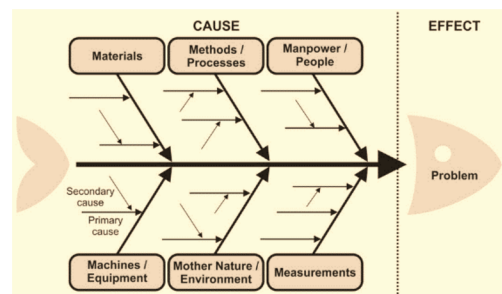 CAUSE
EFFECT
Materials
Methods /
Processes
Manpower /
People
Problem
Secondary
cause
Primary
cause
Machines /
Equipment
Mother Nature /
Environment
Measurements